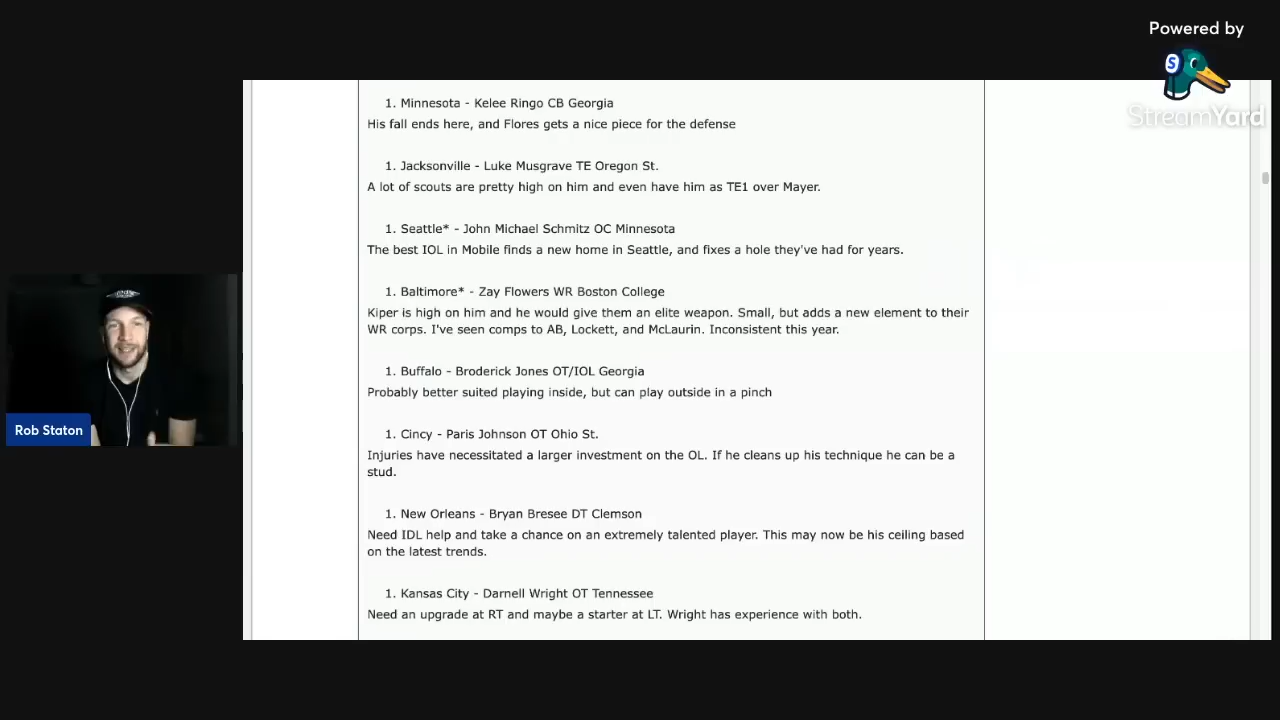 Powered by
StreamYard
1. Minnesota - Kelee Ringo CB Georgia
His fall ends here, and Flores gets a nice piece for the defense
1. Jacksonville - Luke Musgrave TE Oregon St.
A lot of scouts are pretty high on him and even have him as TE1 over Mayer.
1. Seattle* - John Michael Schmitz OC Minnesota
The best IOL in Mobile finds a new home in Seattle, and fixes a hole they've had for years.
1. Baltimore* - Zay Flowers WR Boston College
Kiper is high on him and he would give them an elite weapon. Small, but adds a new element to their
WR corps. I've seen comps to AB, Lockett, and McLaurin. Inconsistent this year.
1. Buffalo - Broderick Jones OT/IOL Georgia
Probably better suited playing inside, but can play outside in a pinch
Rob Staton
1. Cincy - Paris Johnson OT Ohio St.
Injuries have necessitated a larger investment on the OL. If he cleans up his technique he can be a
stud.
1. New Orleans - Bryan Bresee DT Clemson
Need IDL help and take a chance on an extremely talented player. This may now be his ceiling based
on the latest trends.
1. Kansas City - Darnell Wright OT Tennessee
Need an upgrade at RT and maybe a starter at LT. Wright has experience with both.